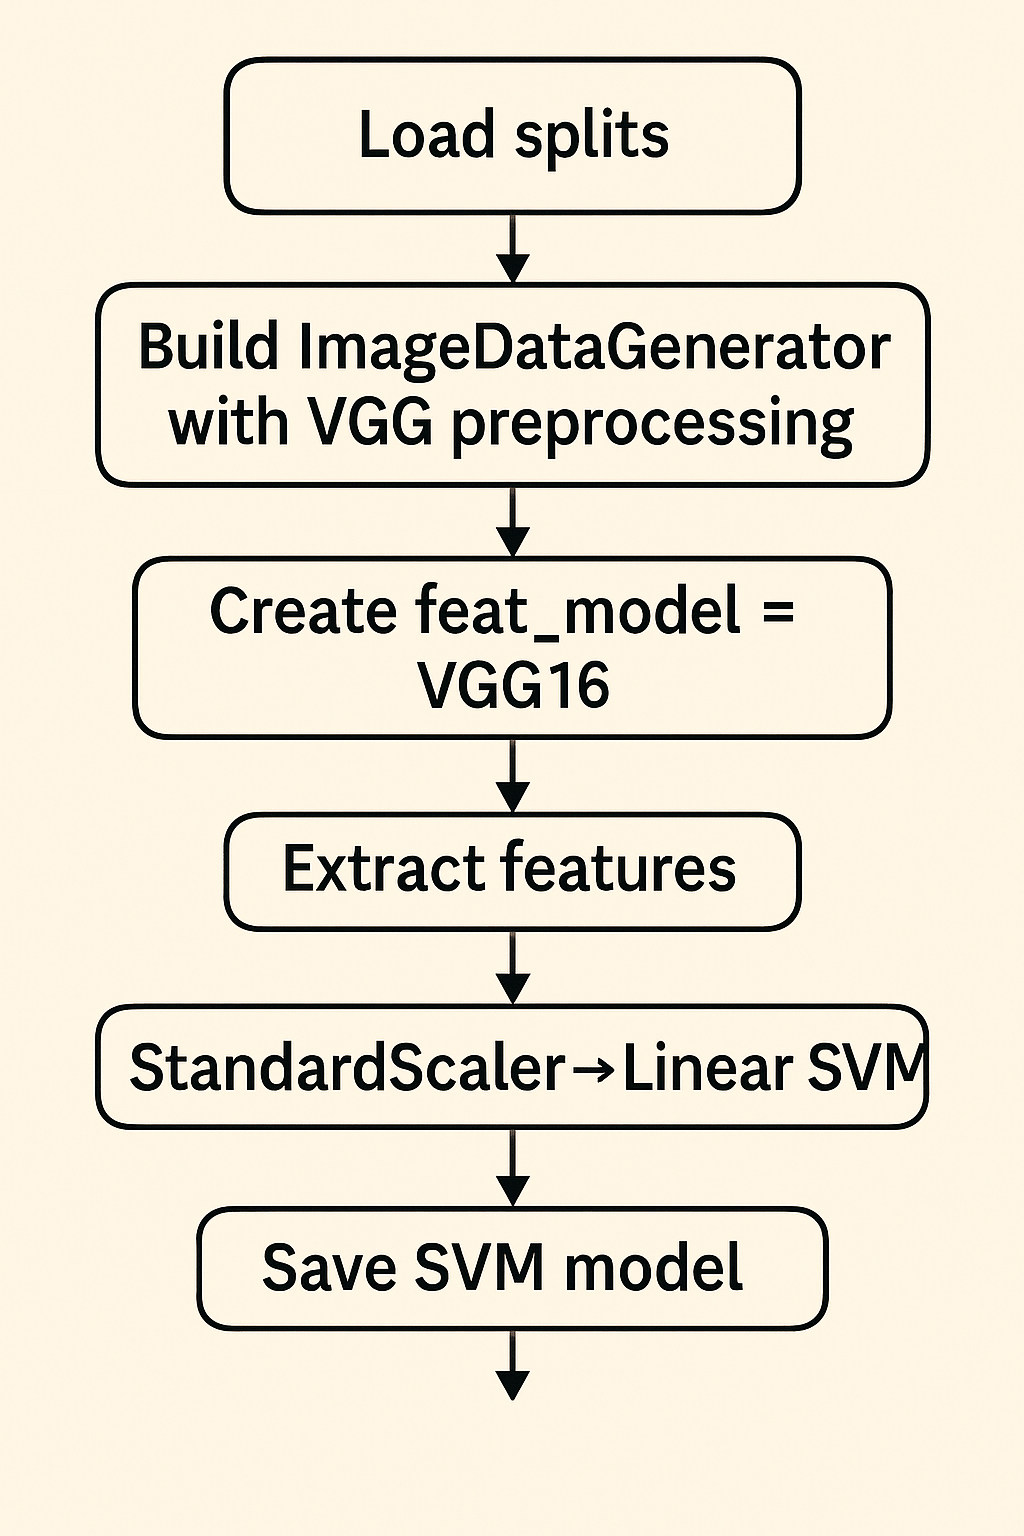 Load splits
Build ImageDataGenerator
with VGG preprocessing
Create feat_model =
VGG16
Extract features
StandardScaler→Linear SVM
Save SVM model